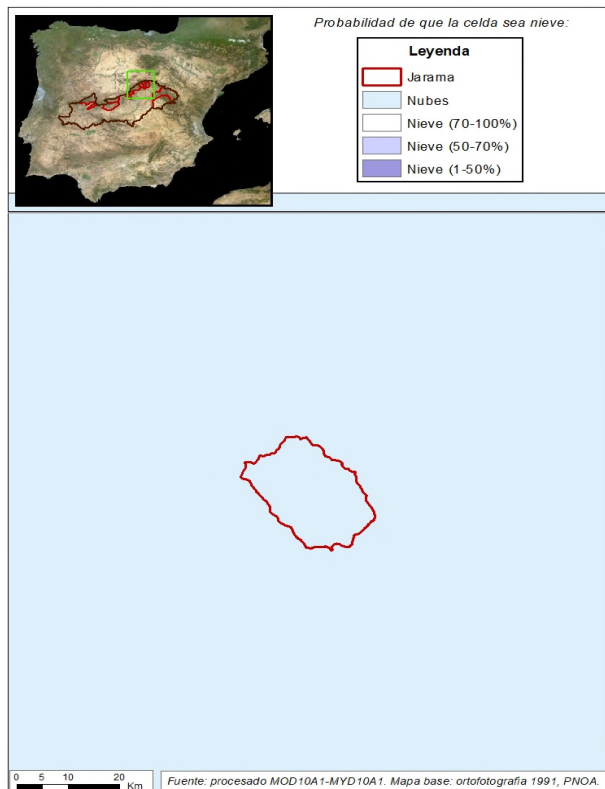 Probabilidad de que la celda sea nieve:
Leyenda
Jarama
Nubes
Nieve (70-100%)
Nieve (50-70%)
Nieve (1-50%)
0 5 10 20
Km
Fuente: procesado MOD10A1-MYD10A1. Mapa base: ortofotografia 1991, PNOA.